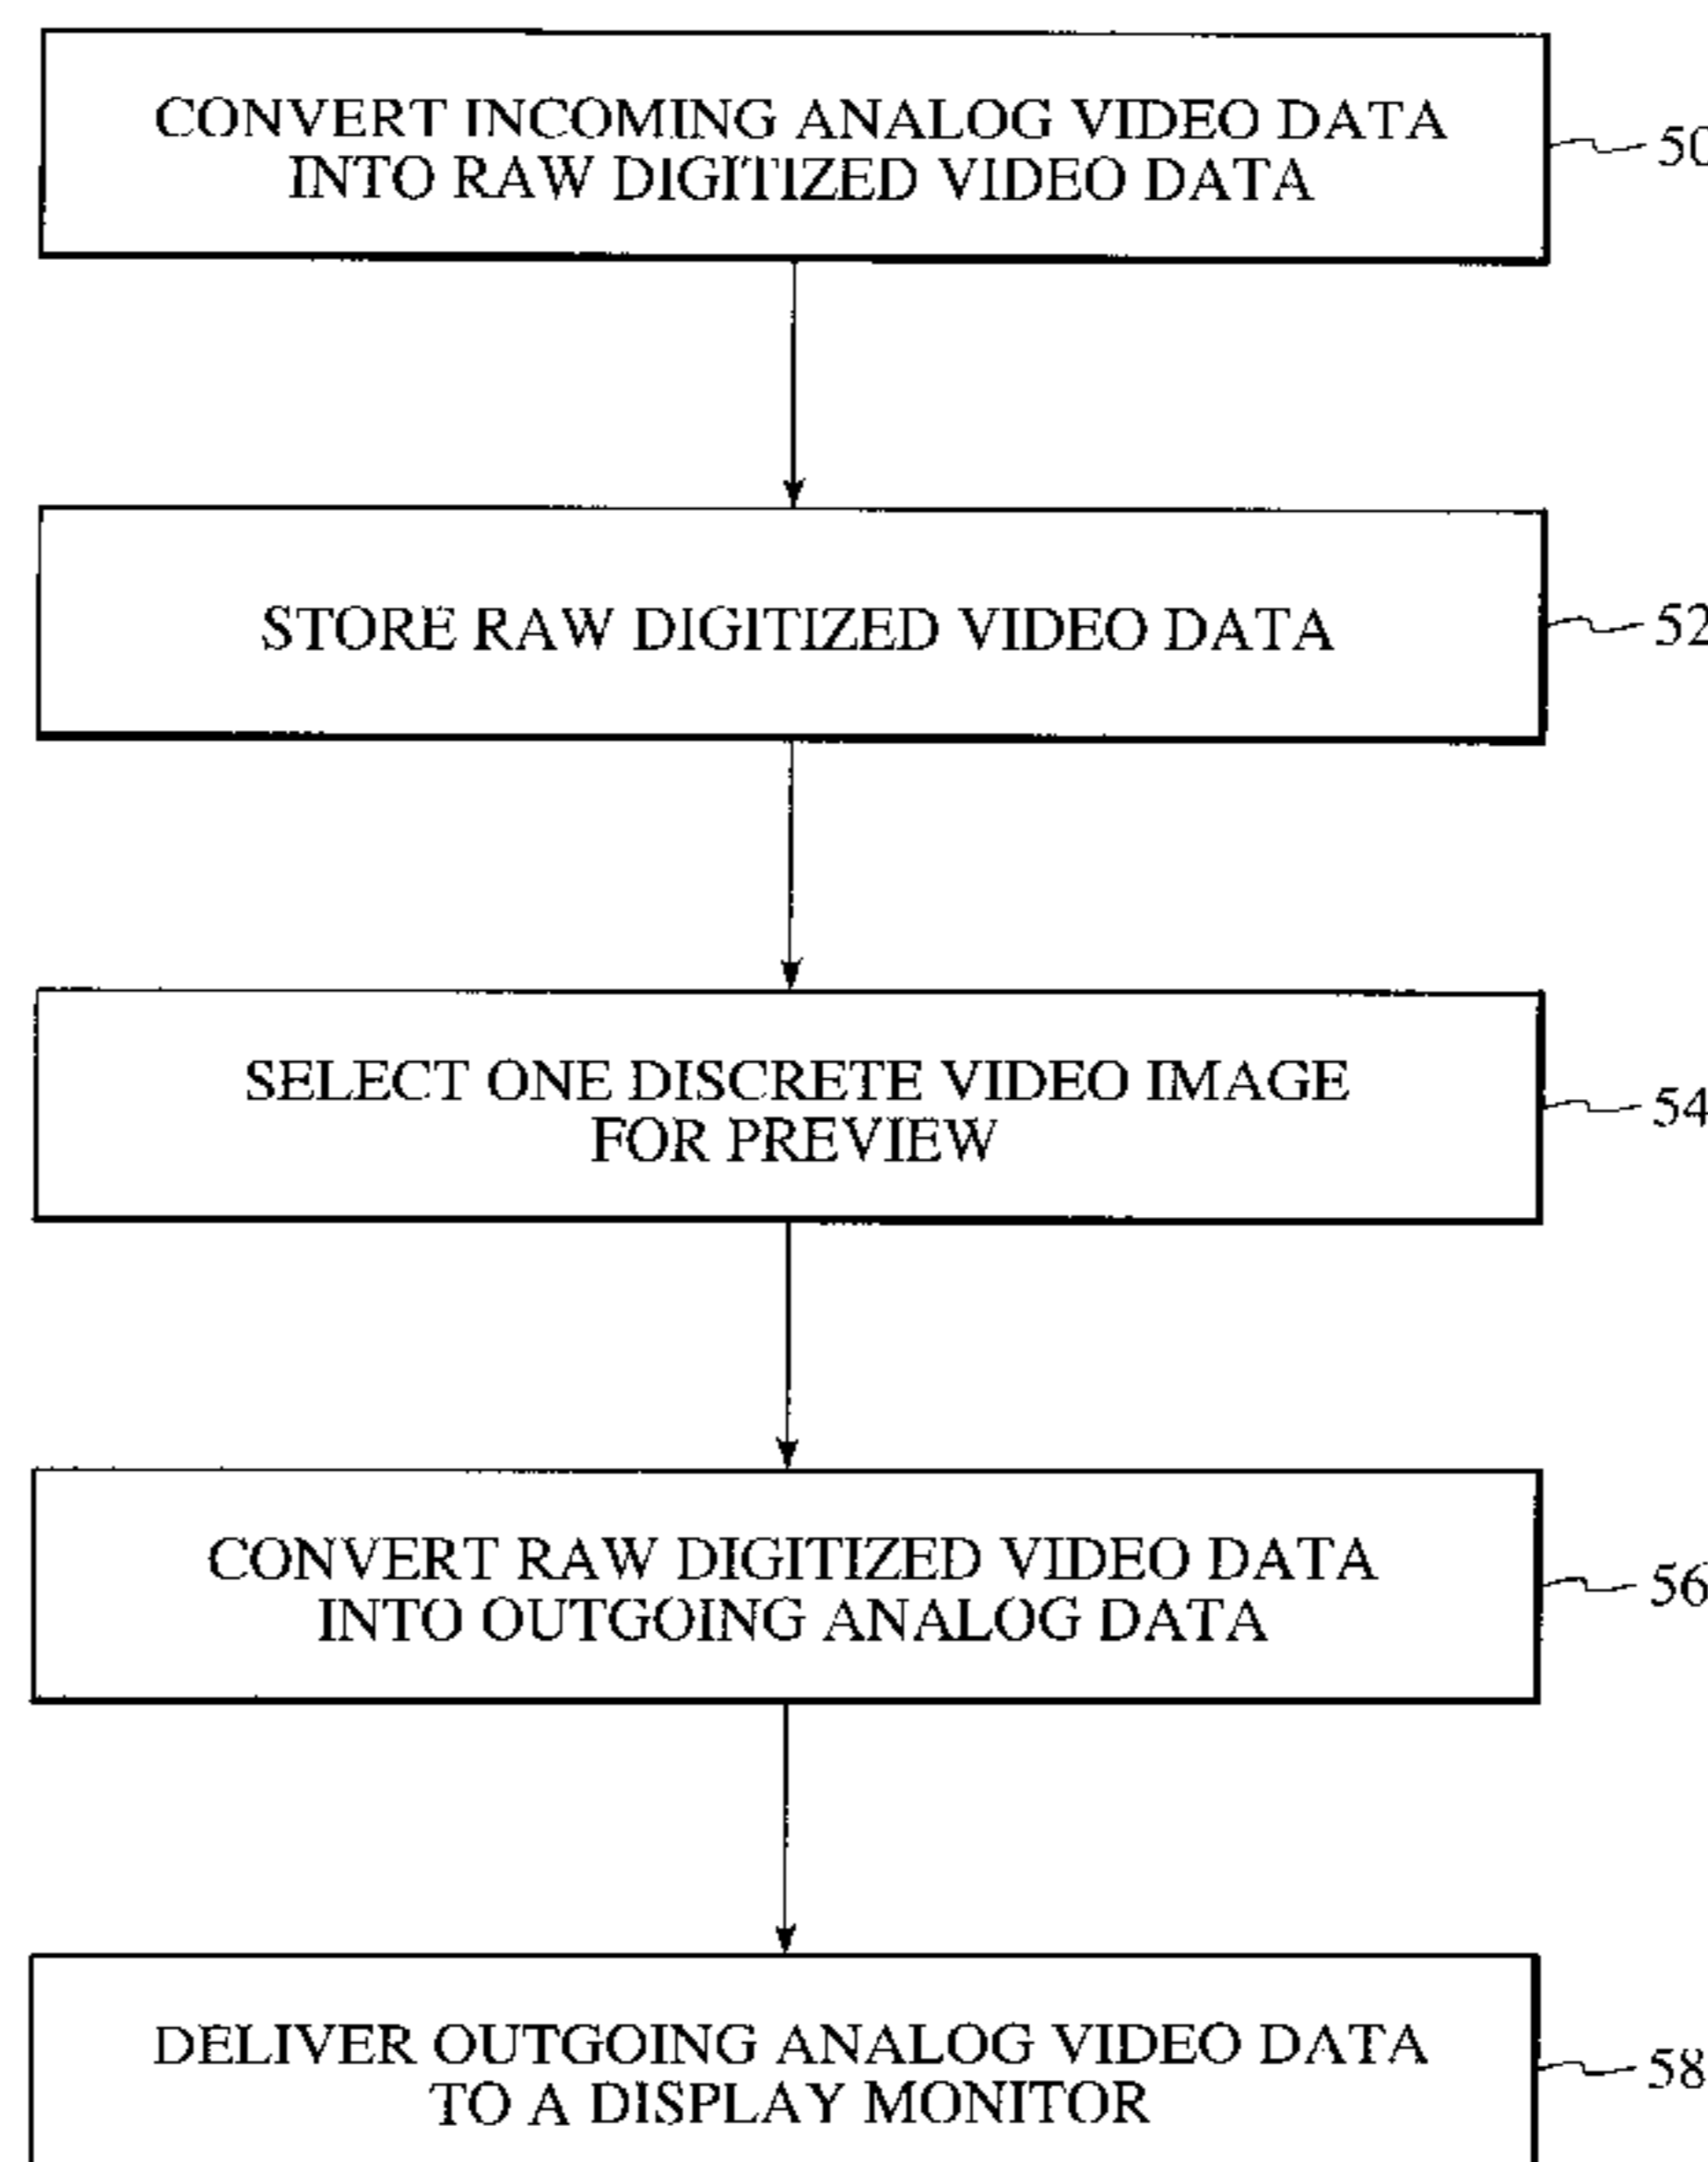 CONVERT INCOMING ANALOG VIDEO DATA
INTO RAW DIGITIZED VIDEO DATA
50
STORE RAW DIGITIZED VIDEO DATA
52
SELECT ONE DISCRETE VIDEO IMAGE
FOR PREVIEW
54
CONVERT RAW DIGITIZED VIDEO DATA
INTO OUTGOING ANALOG DATA
56
DELIVER OUTGOING ANALOG VIDEO DATA
TO A DISPLAY MONITOR
58